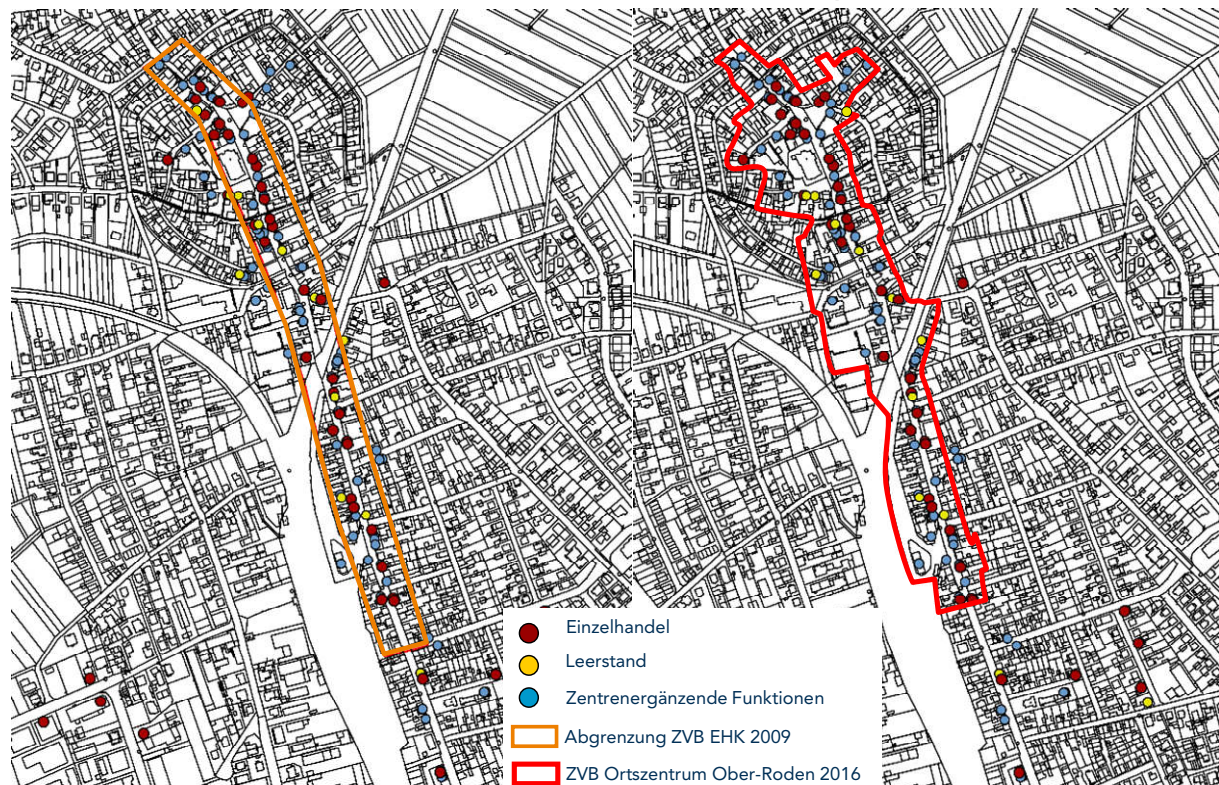 Einzelhandel
Leerstand
Zentrenergänzende Funktionen
Abgrenzung ZVB EHK 2009
ZVB Ortszentrum Ober-Roden 2016